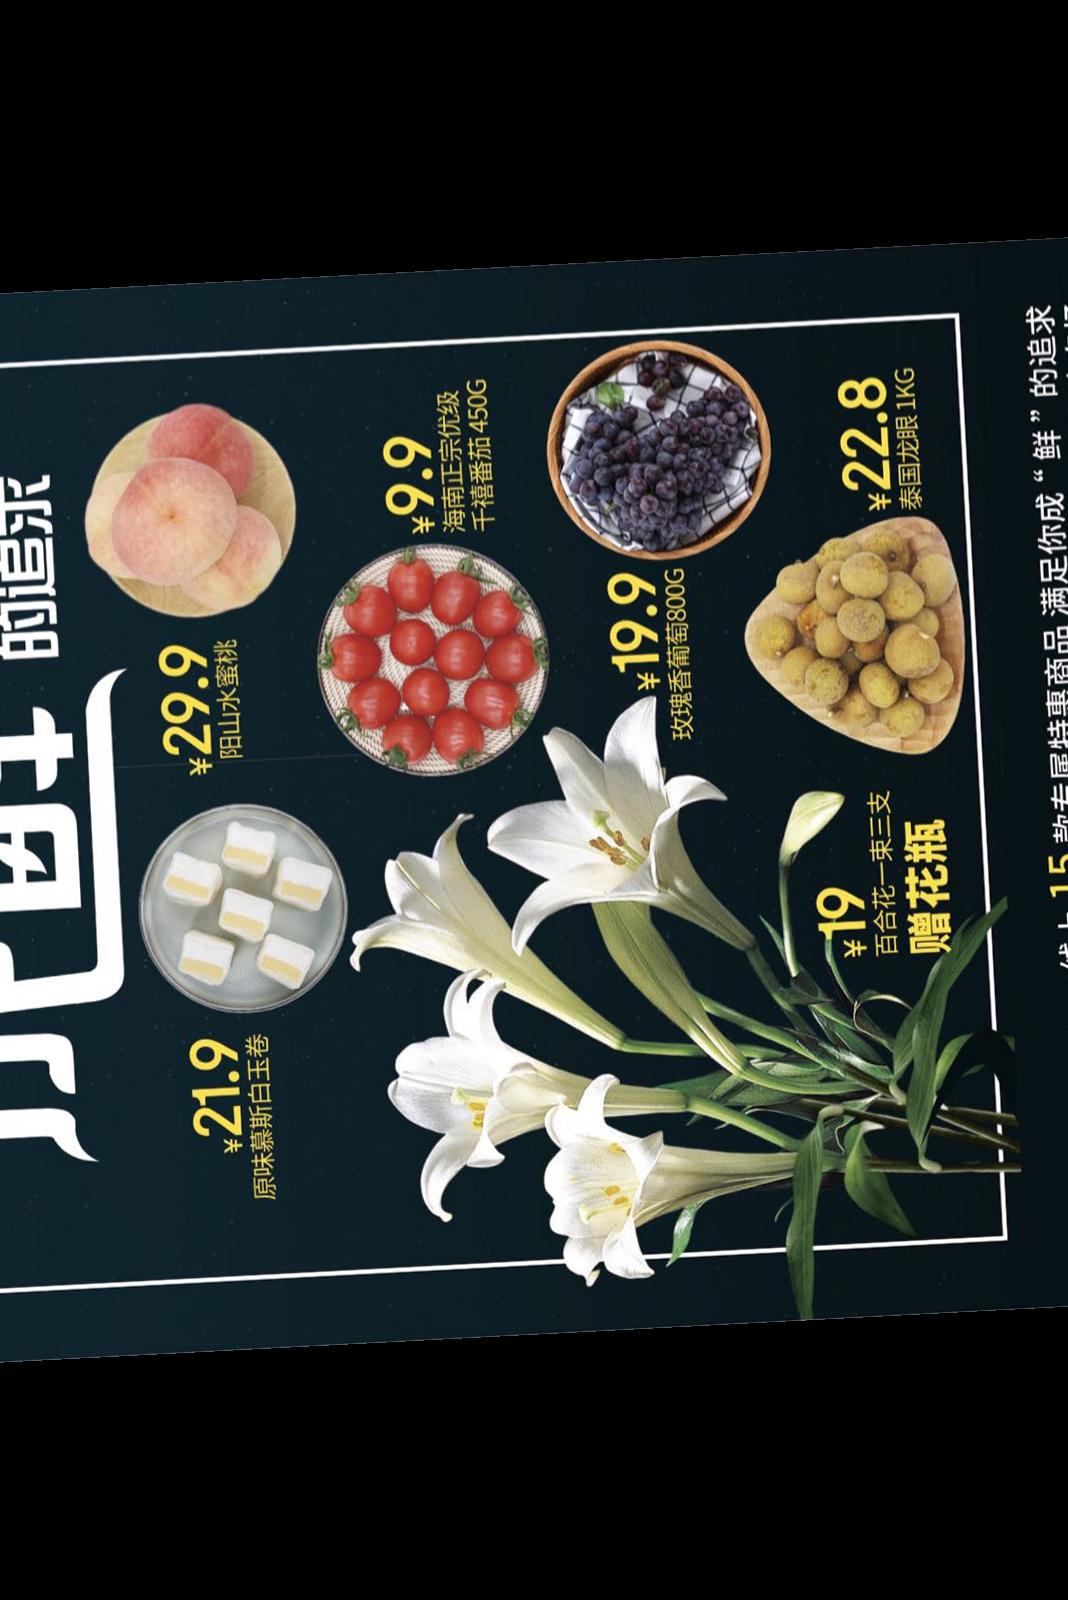 的追求
¥29.9
阳山水蜜桃
¥21.9
原味慕斯白玉卷
¥9.9
海南正宗优级
千禧番茄 450G
¥19.9
玫瑰香葡萄800G
¥22.8
泰国龙眼 1KG
¥19
百合花一束三支
赠花瓶
15 款专属特惠商品 满足你成“鲜”的追求